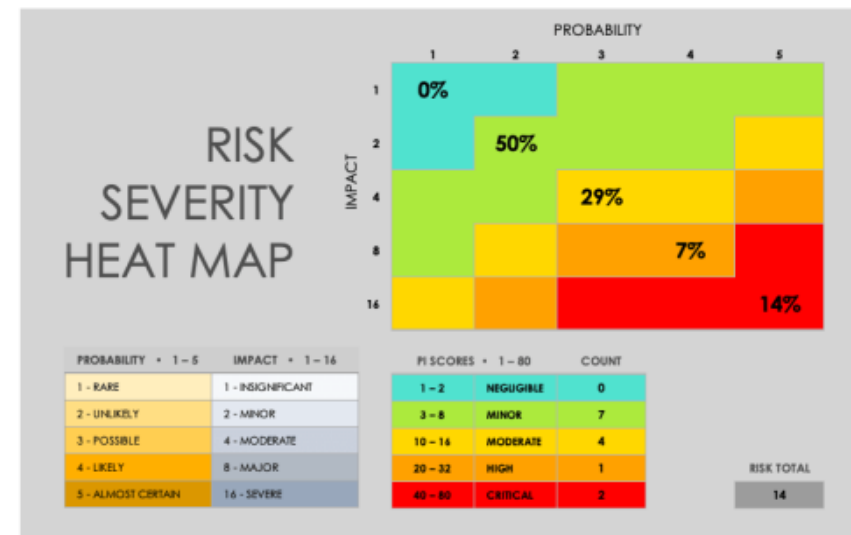 PROBABILITY
1 2 3 4 5
RISK
SEVERITY
HEAT MAP
IMPACT
1 0%
2 50%
4 29%
8 7%
16 14%
PROBABILITY • 1 – 5 IMPACT • 1 – 16
1 - RARE 1 - INSIGNIFICANT
2 - UNLIKELY 2 - MINOR
3 - POSSIBLE 4 - MODERATE
4 - LIKELY 8 - MAJOR
5 - ALMOST CERTAIN 16 - SEVERE
PI SCORES • 1 – 80 COUNT
1 – 2 NEGLIGIBLE 0
3 – 8 MINOR 7
10 – 16 MODERATE 4
20 – 32 HIGH 1
40 – 80 CRITICAL 2
RISK TOTAL
14